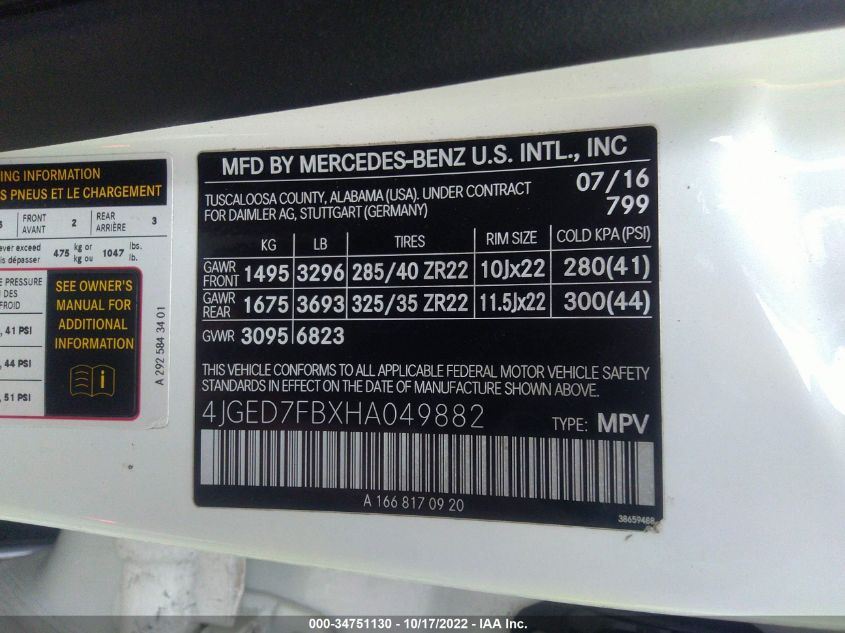 ING INFORMATION
S PNEUS ET LE CHARGEMENT
FRONT AVANT 2 REAR ARRIÈRE 3
ever exceed 475 kg or 1047 lbs.
is dépasser kg ou lb.
E PRESSURE
DES
FROID
, 41 PSI
, 44 PSI
, 51 PSI
SEE OWNER'S
MANUAL FOR
ADDITIONAL
INFORMATION
i
A 292 584 34 01
MFD BY MERCEDES-BENZ U.S. INTL., INC
TUSCALOOSA COUNTY, ALABAMA (USA). UNDER CONTRACT 07/16
FOR DAIMLER AG, STUTTGART (GERMANY) 799
KG LB TIRES RIM SIZE COLD KPA(PSI)
GAWR FRONT 1495 3296 285/40 ZR22 10Jx22 280(41)
GAWR REAR 1675 3693 325/35 ZR22 11.5Jx22 300(44)
GVWR 3095 6823
THIS VEHICLE CONFORMS TO ALL APPLICABLE FEDERAL MOTOR VEHICLE SAFETY
STANDARDS IN EFFECT ON THE DATE OF MANUFACTURE SHOWN ABOVE.
4JGED7FBXHA049882 TYPE: MPV
A 166 817 09 20
38659488
000-34751130 - 10/17/2022 - IAA Inc.